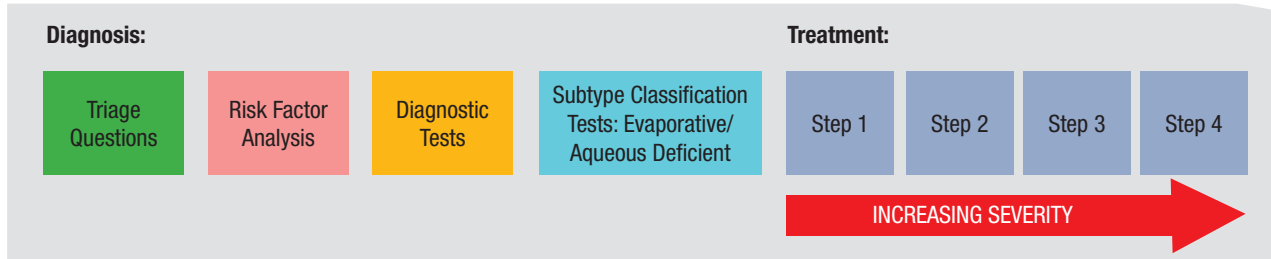 Diagnosis:
Treatment:
Triage
Questions
Risk Factor
Analysis
Diagnostic
Tests
Subtype Classification
Tests: Evaporative/
Aqueous Deficient
Step 1
Step 2
Step 3
Step 4
INCREASING SEVERITY